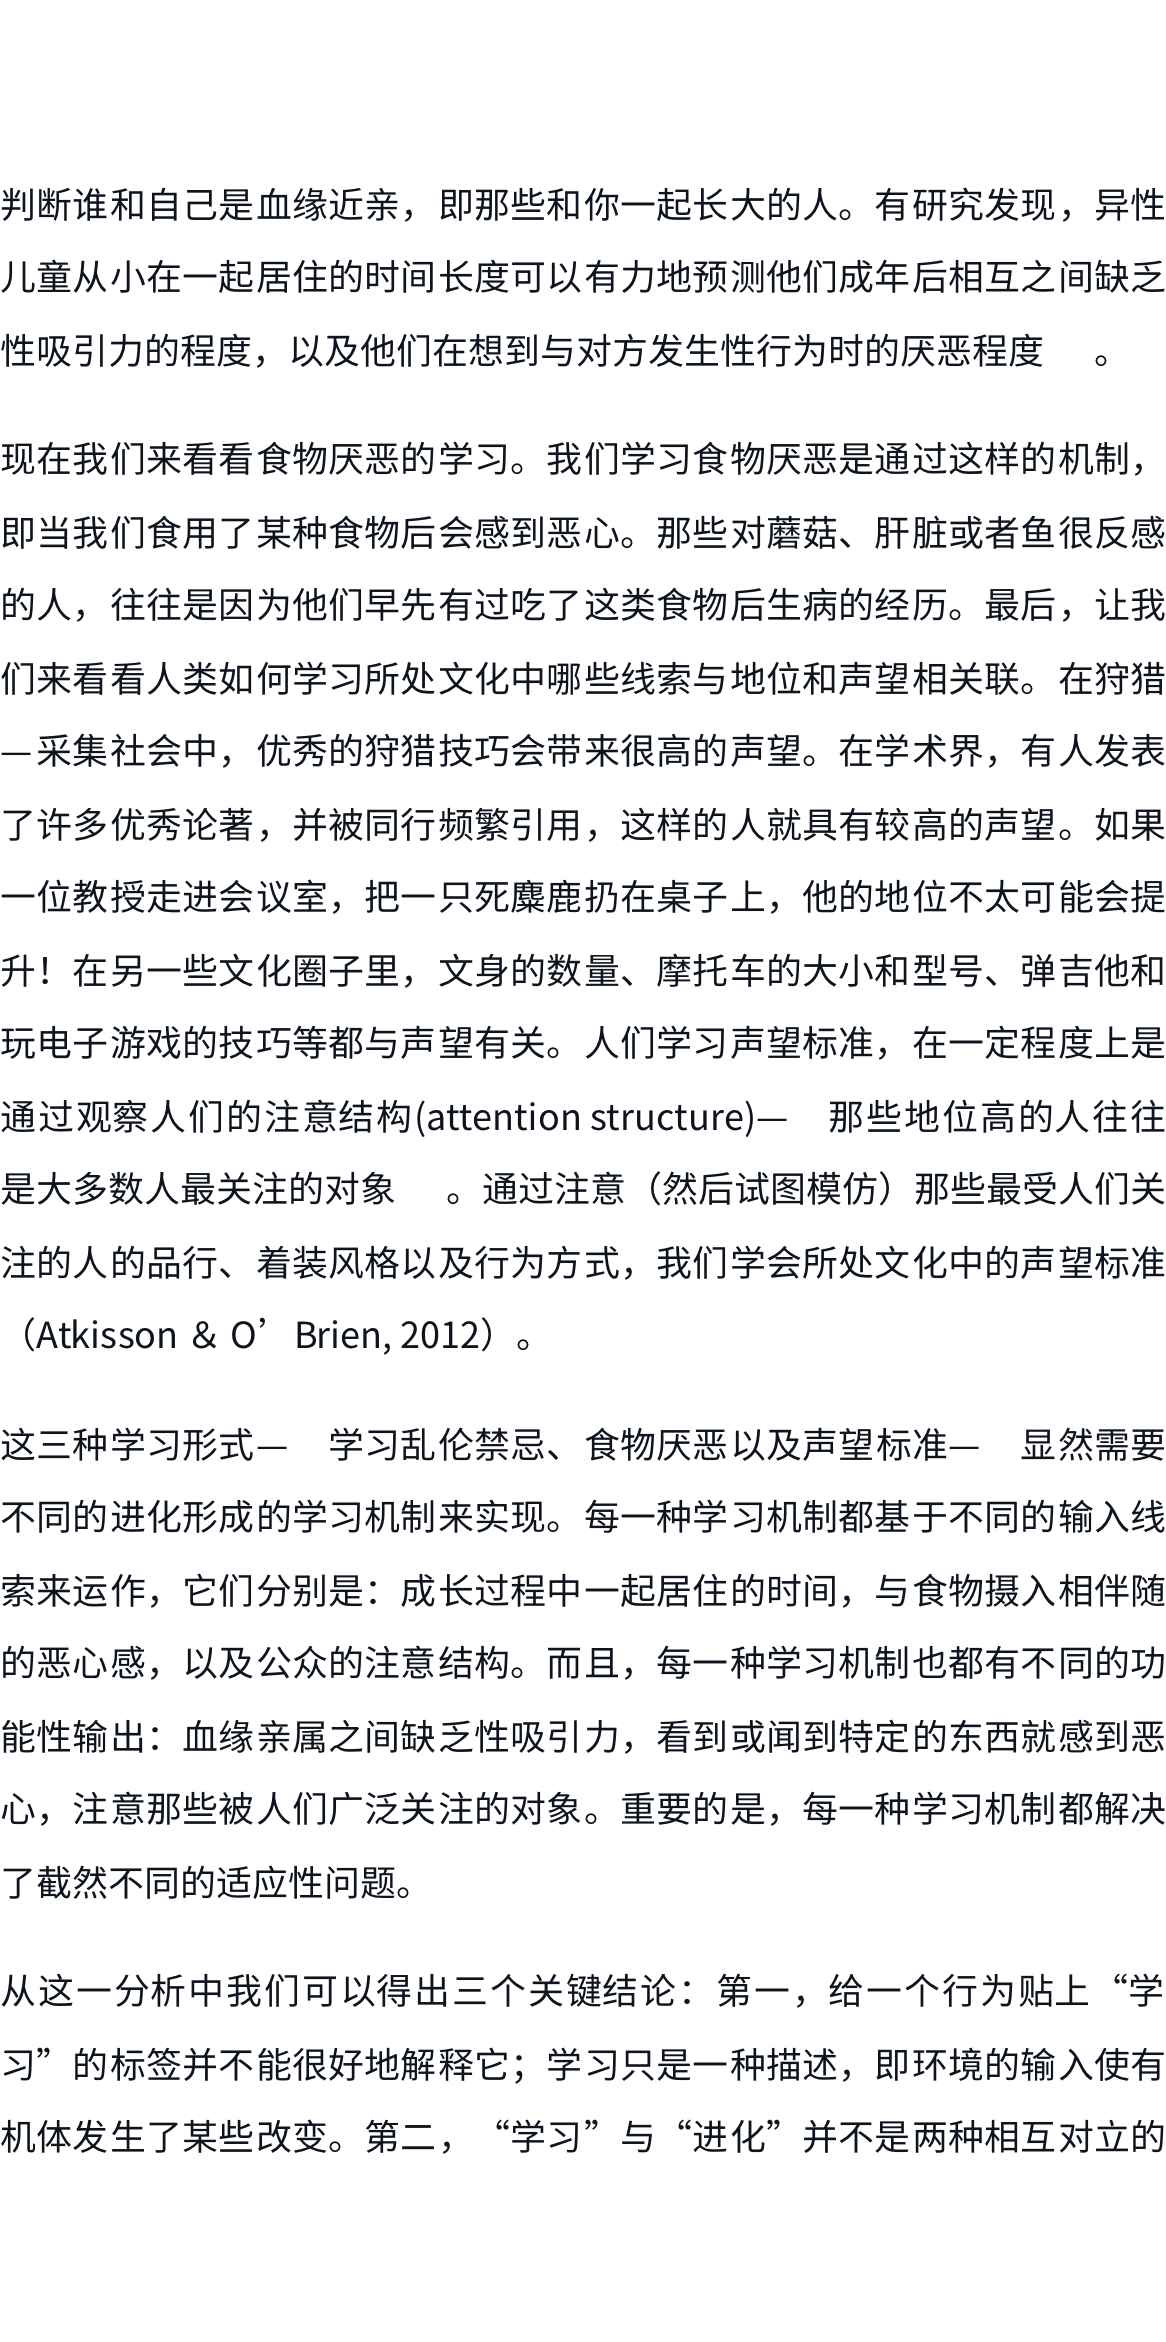 判断谁和自己是血缘近亲，即那些和你一起长大的人。有研究发现，异性
儿童从小在一起居住的时间长度可以有力地预测他们成年后相互之间缺乏
性吸引力的程度，以及他们在想到与对方发生性行为时的厌恶程度　。
现在我们来看看食物厌恶的学习。我们学习食物厌恶是通过这样的机制，
即当我们食用了某种食物后会感到恶心。那些对蘑菇、肝脏或者鱼很反感
的人，往往是因为他们早先有过吃了这类食物后生病的经历。最后，让我
们来看看人类如何学习所处文化中哪些线索与地位和声望相关联。在狩猎
—采集社会中，优秀的狩猎技巧会带来很高的声望。在学术界，有人发表
了许多优秀论著，并被同行频繁引用，这样的人就具有较高的声望。如果
一位教授走进会议室，把一只死麋鹿扔在桌子上，他的地位不太可能会提
升！在另一些文化圈子里，文身的数量、摩托车的大小和型号、弹吉他和
玩电子游戏的技巧等都与声望有关。人们学习声望标准，在一定程度上是
通过观察人们的注意结构(attention structure)—　那些地位高的人往往
是大多数人最关注的对象　。通过注意（然后试图模仿）那些最受人们关
注的人的品行、着装风格以及行为方式，我们学会所处文化中的声望标准
（Atkisson ＆ O’Brien, 2012）。
这三种学习形式—　学习乱伦禁忌、食物厌恶以及声望标准—　显然需要
不同的进化形成的学习机制来实现。每一种学习机制都基于不同的输入线
索来运作，它们分别是：成长过程中一起居住的时间，与食物摄入相伴随
的恶心感，以及公众的注意结构。而且，每一种学习机制也都有不同的功
能性输出：血缘亲属之间缺乏性吸引力，看到或闻到特定的东西就感到恶
心，注意那些被人们广泛关注的对象。重要的是，每一种学习机制都解决
了截然不同的适应性问题。
从这一分析中我们可以得出三个关键结论：第一，给一个行为贴上“学
习”的标签并不能很好地解释它；学习只是一种描述，即环境的输入使有
机体发生了某些改变。第二，“学习”与“进化”并不是两种相互对立的